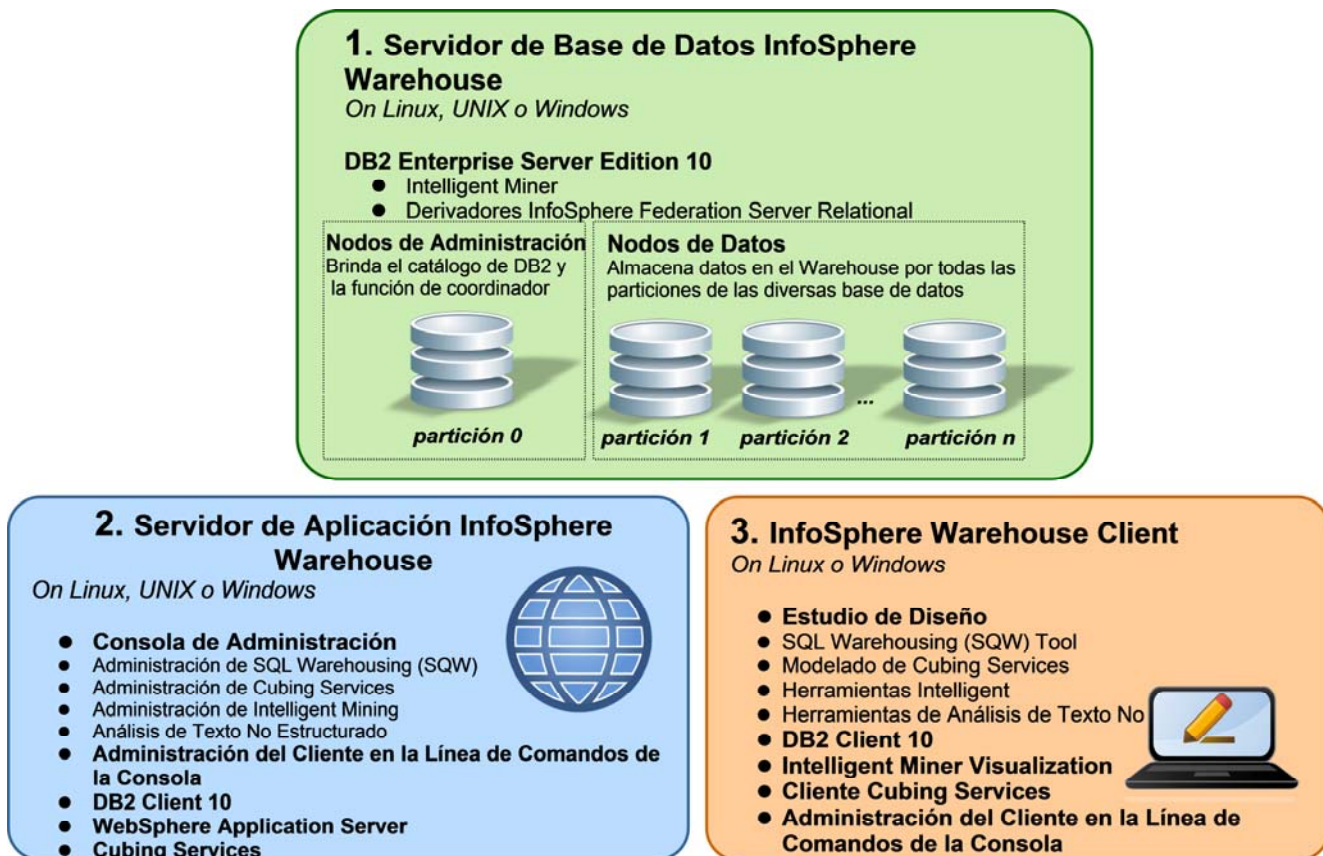 1. Servidor de Base de Datos InfoSphere
Warehouse
On Linux, UNIX o Windows
DB2 Enterprise Server Edition 10
● Intelligent Miner
● Derivadores InfoSphere Federation Server Relational
Nodos de Administración
Brinda el catálogo de DB2 y
la función de coordinador
partición 0
Nodos de Datos
Almacena datos en el Warehouse por todas las
particiones de las diversas base de datos
...
partición 1 partición 2 partición n
2. Servidor de Aplicación InfoSphere
Warehouse
On Linux, UNIX o Windows
● Consola de Administración
● Administración de SQL Warehousing (SQW)
● Administración de Cubing Services
● Administración de Intelligent Mining
● Análisis de Texto No Estructurado
● Administración del Cliente en la Línea de Comandos de
la Consola
● DB2 Client 10
● WebSphere Application Server
● Cubing Services
3. InfoSphere Warehouse Client
On Linux o Windows
● Estudio de Diseño
● SQL Warehousing (SQW) Tool
● Modelado de Cubing Services
● Herramientas Intelligent
● Herramientas de Análisis de Texto No
● DB2 Client 10
● Intelligent Miner Visualization
● Cliente Cubing Services
● Administración del Cliente en la Línea de
Comandos de la Consola